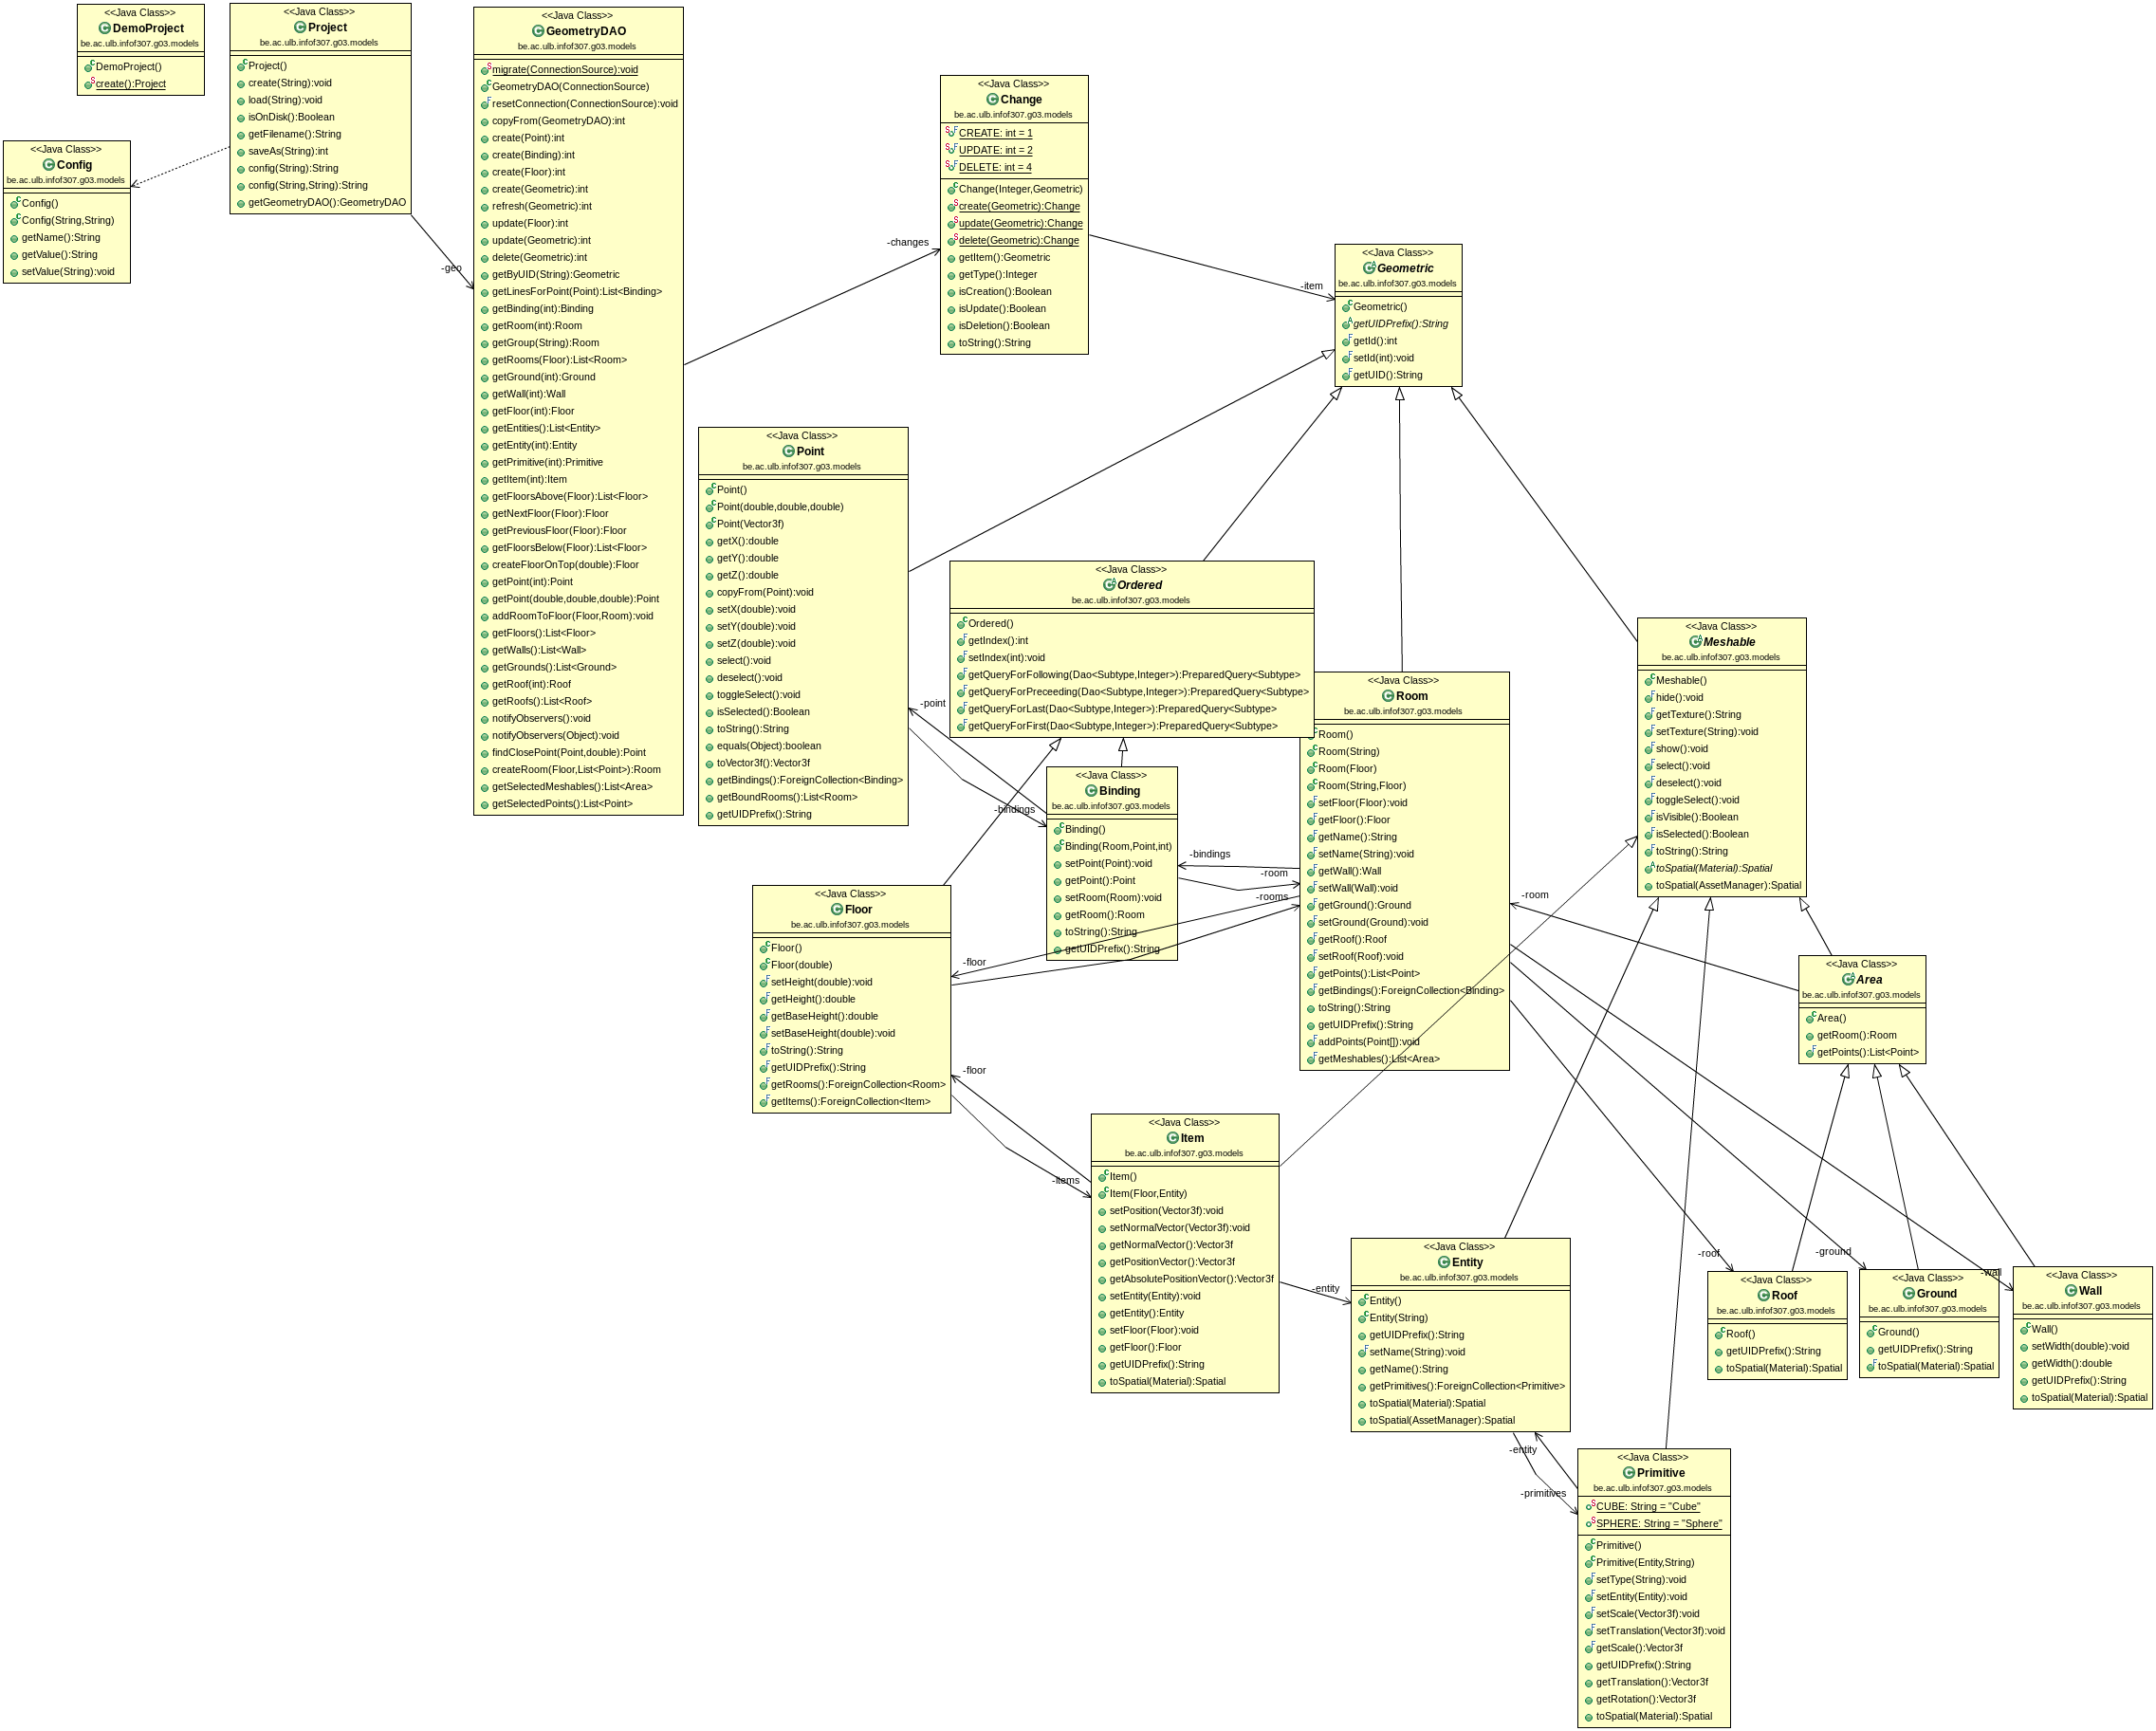 <<Java Class>>
DemoProject
be.ac.ulb.infof307.g03.models
DemoProject()
create():Project
<<Java Class>>
Project
be.ac.ulb.infof307.g03.models
Project()
create(String):void
load(String):void
isOnDisk():Boolean
getFilename():String
saveAs(String):int
config(String):String
config(String,String):String
getGeometryDAO():GeometryDAO
<<Java Class>>
Config
be.ac.ulb.infof307.g03.models
Config()
Config(String,String)
getName():String
getValue():String
setValue(String):void
-geo
<<Java Class>>
GeometryDAO
be.ac.ulb.infof307.g03.models
migrate(ConnectionSource):void
GeometryDAO(ConnectionSource)
resetConnection(ConnectionSource):void
copyFrom(GeometryDAO):int
create(Point):int
create(Binding):int
create(Floor):int
create(Geometric):int
refresh(Geometric):int
update(Floor):int
update(Geometric):int
delete(Geometric):int
getByUID(String):Geometric
getLinesForPoint(Point):List<Binding>
getBinding(int):Binding
getRoom(int):Room
getGroup(String):Room
getRooms(Floor):List<Room>
getGround(int):Ground
getWall(int):Wall
getFloor(int):Floor
getEntities():List<Entity>
getEntity(int):Entity
getPrimitive(int):Primitive
getItem(int):Item
getFloorsAbove(Floor):List<Floor>
getNextFloor(Floor):Floor
getPreviousFloor(Floor):Floor
getFloorsBelow(Floor):List<Floor>
createFloorOnTop(double):Floor
getPoint(int):Point
getPoint(double,double,double):Point
addRoomToFloor(Floor,Room):void
getFloors():List<Floor>
getWalls():List<Wall>
getGrounds():List<Ground>
getRoof(int):Roof
getRoofs():List<Roof>
notifyObservers():void
notifyObservers(Object):void
findClosePoint(Point,double):Point
createRoom(Floor,List<Point>):Room
getSelectedMeshables():List<Area>
getSelectedPoints():List<Point>
-changes
<<Java Class>>
Change
be.ac.ulb.infof307.g03.models
CREATE: int = 1
UPDATE: int = 2
DELETE: int = 4
Change(Integer,Geometric)
create(Geometric):Change
update(Geometric):Change
delete(Geometric):Change
getItem():Geometric
getType():Integer
isCreation():Boolean
isUpdate():Boolean
isDeletion():Boolean
toString():String
-item
<<Java Class>>
Geometric
be.ac.ulb.infof307.g03.models
Geometric()
getUIDPrefix():String
getId():int
setId(int):void
getUID():String
<<Java Class>>
Point
be.ac.ulb.infof307.g03.models
Point()
Point(double,double,double)
Point(Vector3f)
getX():double
getY():double
getZ():double
copyFrom(Point):void
setX(double):void
setY(double):void
setZ(double):void
select():void
deselect():void
toggleSelect():void
isSelected():Boolean
toString():String
equals(Object):boolean
toVector3f():Vector3f
getBindings():ForeignCollection<Binding>
getBoundRooms():List<Room>
getUIDPrefix():String
<<Java Class>>
Ordered
be.ac.ulb.infof307.g03.models
Ordered()
getIndex():int
setIndex(int):void
getQueryForFollowing(Dao<Subtype,Integer>):PreparedQuery<Subtype>
getQueryForPreceeding(Dao<Subtype,Integer>):PreparedQuery<Subtype>
getQueryForLast(Dao<Subtype,Integer>):PreparedQuery<Subtype>
getQueryForFirst(Dao<Subtype,Integer>):PreparedQuery<Subtype>
-point
-bindings
<<Java Class>>
Binding
be.ac.ulb.infof307.g03.models
Binding()
Binding(Room,Point,int)
setPoint(Point):void
getPoint():Point
setRoom(Room):void
getRoom():Room
toString():String
getUIDPrefix():String
-bindings
-room
-rooms
<<Java Class>>
Room
be.ac.ulb.infof307.g03.models
Room()
Room(String)
Room(Floor)
Room(String,Floor)
setFloor(Floor):void
getFloor():Floor
getName():String
setName(String):void
getWall():Wall
setWall(Wall):void
getGround():Ground
setGround(Ground):void
getRoof():Roof
setRoof(Roof):void
getPoints():List<Point>
getBindings():ForeignCollection<Binding>
toString():String
getUIDPrefix():String
addPoints(Point[]):void
getMeshables():List<Area>
<<Java Class>>
Meshable
be.ac.ulb.infof307.g03.models
Meshable()
hide():void
getTexture():String
setTexture(String):void
show():void
select():void
deselect():void
toggleSelect():void
isVisible():Boolean
isSelected():Boolean
toString():String
toSpatial(Material):Spatial
toSpatial(AssetManager):Spatial
-room
<<Java Class>>
Area
be.ac.ulb.infof307.g03.models
Area()
getRoom():Room
getPoints():List<Point>
<<Java Class>>
Floor
be.ac.ulb.infof307.g03.models
Floor()
Floor(double)
setHeight(double):void
getHeight():double
getBaseHeight():double
setBaseHeight(double):void
toString():String
getUIDPrefix():String
getRooms():ForeignCollection<Room>
getItems():ForeignCollection<Item>
-floor
-floor
-items
<<Java Class>>
Item
be.ac.ulb.infof307.g03.models
Item()
Item(Floor,Entity)
setPosition(Vector3f):void
setNormalVector(Vector3f):void
getNormalVector():Vector3f
getPositionVector():Vector3f
getAbsolutePositionVector():Vector3f
setEntity(Entity):void
getEntity():Entity
setFloor(Floor):void
getFloor():Floor
getUIDPrefix():String
toSpatial(Material):Spatial
-entity
<<Java Class>>
Entity
be.ac.ulb.infof307.g03.models
Entity()
Entity(String)
getUIDPrefix():String
setName(String):void
getName():String
getPrimitives():ForeignCollection<Primitive>
toSpatial(Material):Spatial
toSpatial(AssetManager):Spatial
-roof
-ground
-wall
<<Java Class>>
Roof
be.ac.ulb.infof307.g03.models
Roof()
getUIDPrefix():String
toSpatial(Material):Spatial
<<Java Class>>
Ground
be.ac.ulb.infof307.g03.models
Ground()
getUIDPrefix():String
toSpatial(Material):Spatial
<<Java Class>>
Wall
be.ac.ulb.infof307.g03.models
Wall()
setWidth(double):void
getWidth():double
getUIDPrefix():String
toSpatial(Material):Spatial
-entity
-primitives
<<Java Class>>
Primitive
be.ac.ulb.infof307.g03.models
CUBE: String = "Cube"
SPHERE: String = "Sphere"
Primitive()
Primitive(Entity,String)
setType(String):void
setEntity(Entity):void
setScale(Vector3f):void
setTranslation(Vector3f):void
getScale():Vector3f
getUIDPrefix():String
getTranslation():Vector3f
getRotation():Vector3f
toSpatial(Material):Spatial